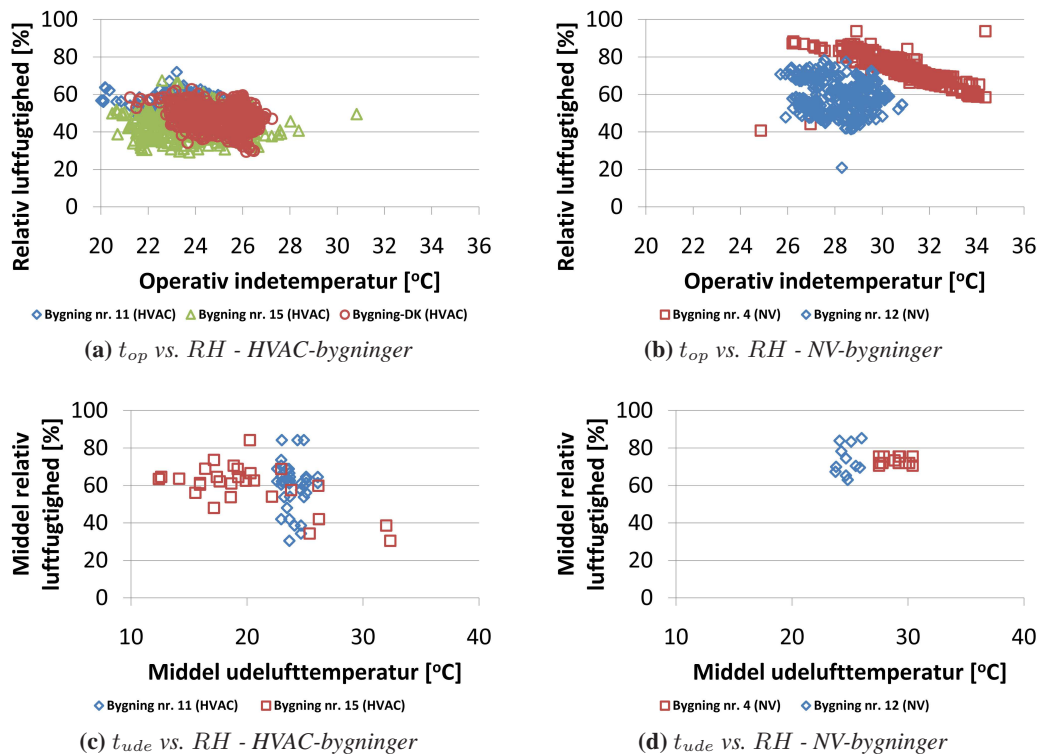 100
80
60
40
20
0
Relativ luftfugtighed [%]
20 22 24 26 28 30 32 34 36
Operativ indetemperatur [°C]
Bygning nr. 11 (HVAC) Bygning nr. 15 (HVAC) Bygning-DK (HVAC)
(a) t_op vs. RH - HVAC-bygninger
100
80
60
40
20
0
Relativ luftfugtighed [%]
20 22 24 26 28 30 32 34 36
Operativ indetemperatur [°C]
Bygning nr. 4 (NV) Bygning nr. 12 (NV)
(b) t_op vs. RH - NV-bygninger
100
80
60
40
20
0
Middel relativ
luftfugtighed [%]
10 20 30 40
Middel udelufttemperatur [°C]
Bygning nr. 11 (HVAC) Bygning nr. 15 (HVAC)
(c) t_ude vs. RH - HVAC-bygninger
100
80
60
40
20
0
Middel relativ
luftfugtighed [%]
10 20 30 40
Middel udelufttemperatur [°C]
Bygning nr. 4 (NV) Bygning nr. 12 (NV)
(d) t_ude vs. RH - NV-bygninger